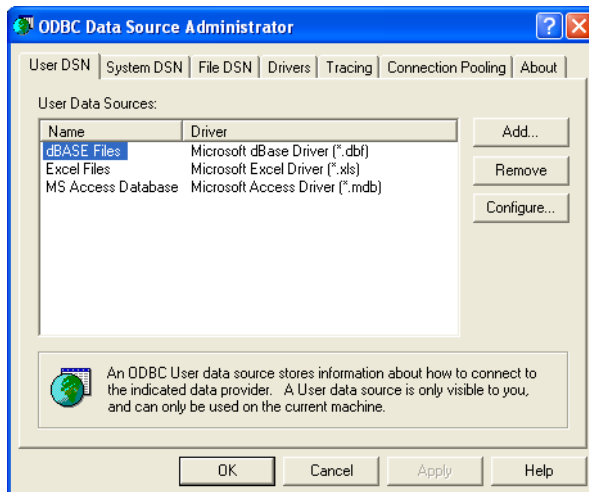 ODBC Data Source Administrator
User DSN System DSN File DSN Drivers Tracing Connection Pooling About
User Data Sources:
Name Driver
dBASE Files Microsoft dBase Driver (*.dbf)
Excel Files Microsoft Excel Driver (*.xls)
MS Access Database Microsoft Access Driver (*.mdb)
Add...
Remove
Configure...
An ODBC User data source stores information about how to connect to
the indicated data provider. A User data source is only visible to you,
and can only be used on the current machine.
OK Cancel Apply Help